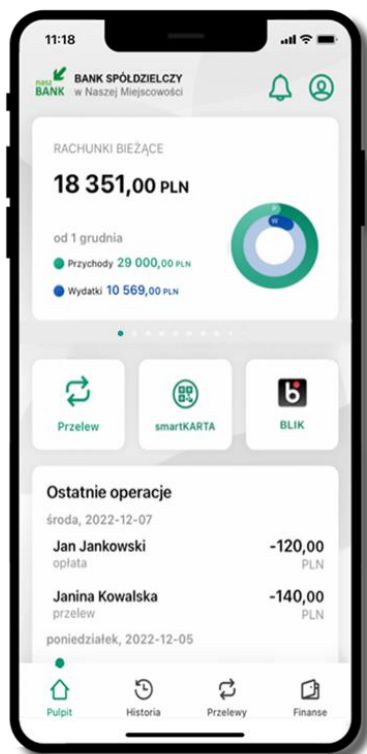 11:18
nasz
BANK
BANK SPÓŁDZIELCZY
w Naszej Miejscowości
RACHUNKI BIEŻĄCE
18 351,00 PLN
od 1 grudnia
Przychody 29 000,00 PLN
Wydatki 10 569,00 PLN
P
W
Przelew
smartKARTA
BLIK
Ostatnie operacje
środa, 2022-12-07
Jan Jankowski -120,00
opłata PLN
Janina Kowalska -140,00
przelew PLN
poniedziałek, 2022-12-05
Pulpit
Historia
Przelewy
Finanse